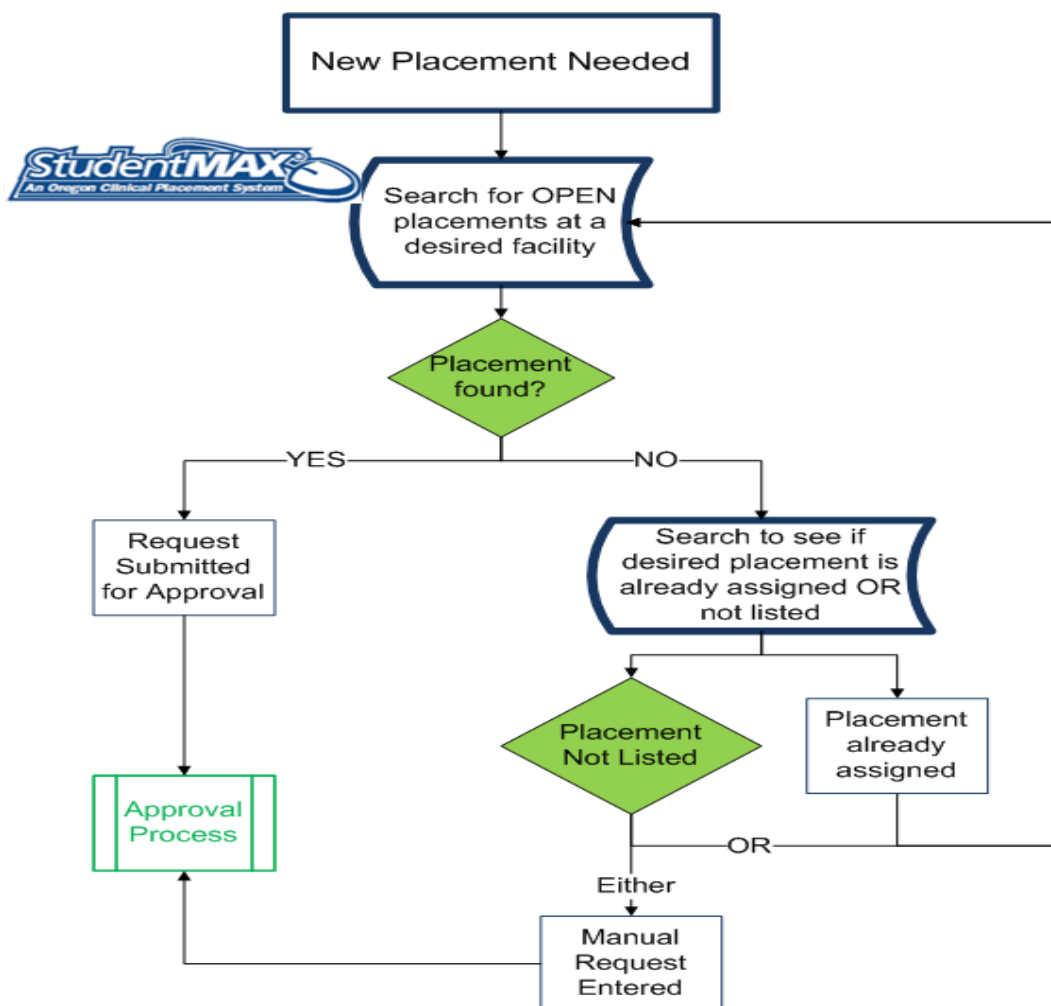 New Placement Needed
StudentMAX
An Oregon Clinical Placement System
Search for OPEN
placements at a
desired facility
Placement
found?
YES
NO
Request
Submitted
for Approval
Search to see if
desired placement is
already assigned OR
not listed
Placement
Not Listed
Placement
already
assigned
Approval
Process
OR
Either
Manual
Request
Entered